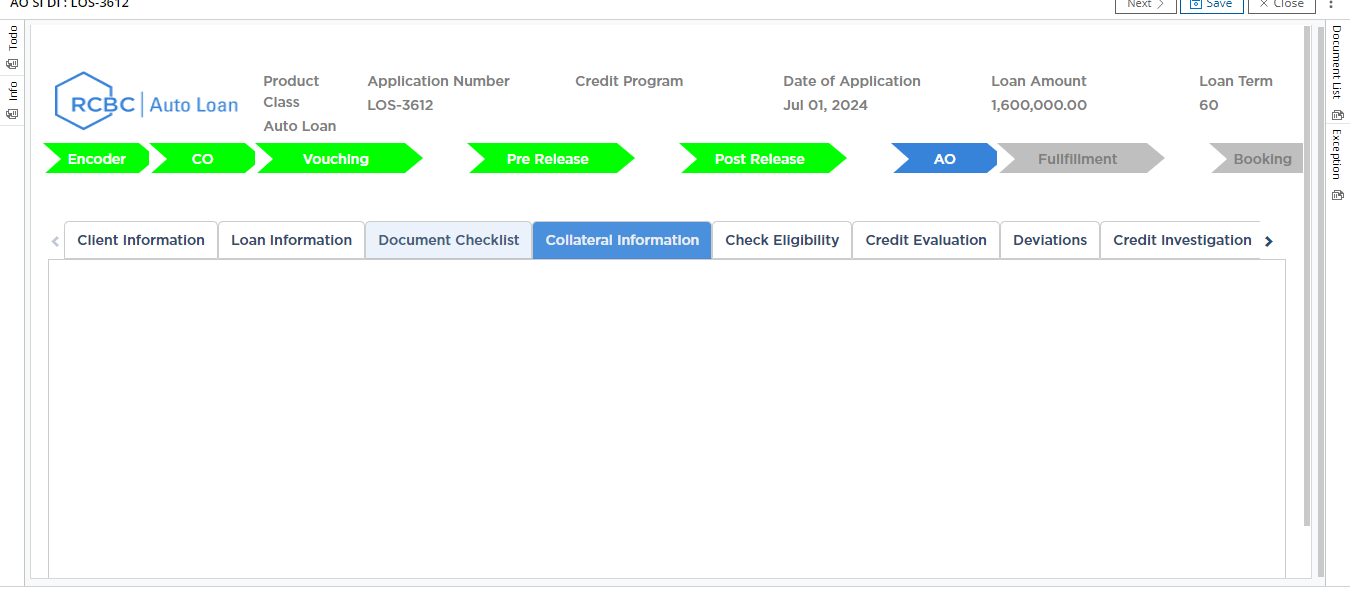 AO SI DI : LOS-3612
Next
Save
Close
Todo
Info
Document List
Exception
RCBC | Auto Loan
Product Class
Auto Loan
Application Number
LOS-3612
Credit Program
Date of Application
Jul 01, 2024
Loan Amount
1,600,000.00
Loan Term
60
Encoder
CO
Vouching
Pre Release
Post Release
AO
Fullfillment
Booking
Client Information
Loan Information
Document Checklist
Collateral Information
Check Eligibility
Credit Evaluation
Deviations
Credit Investigation